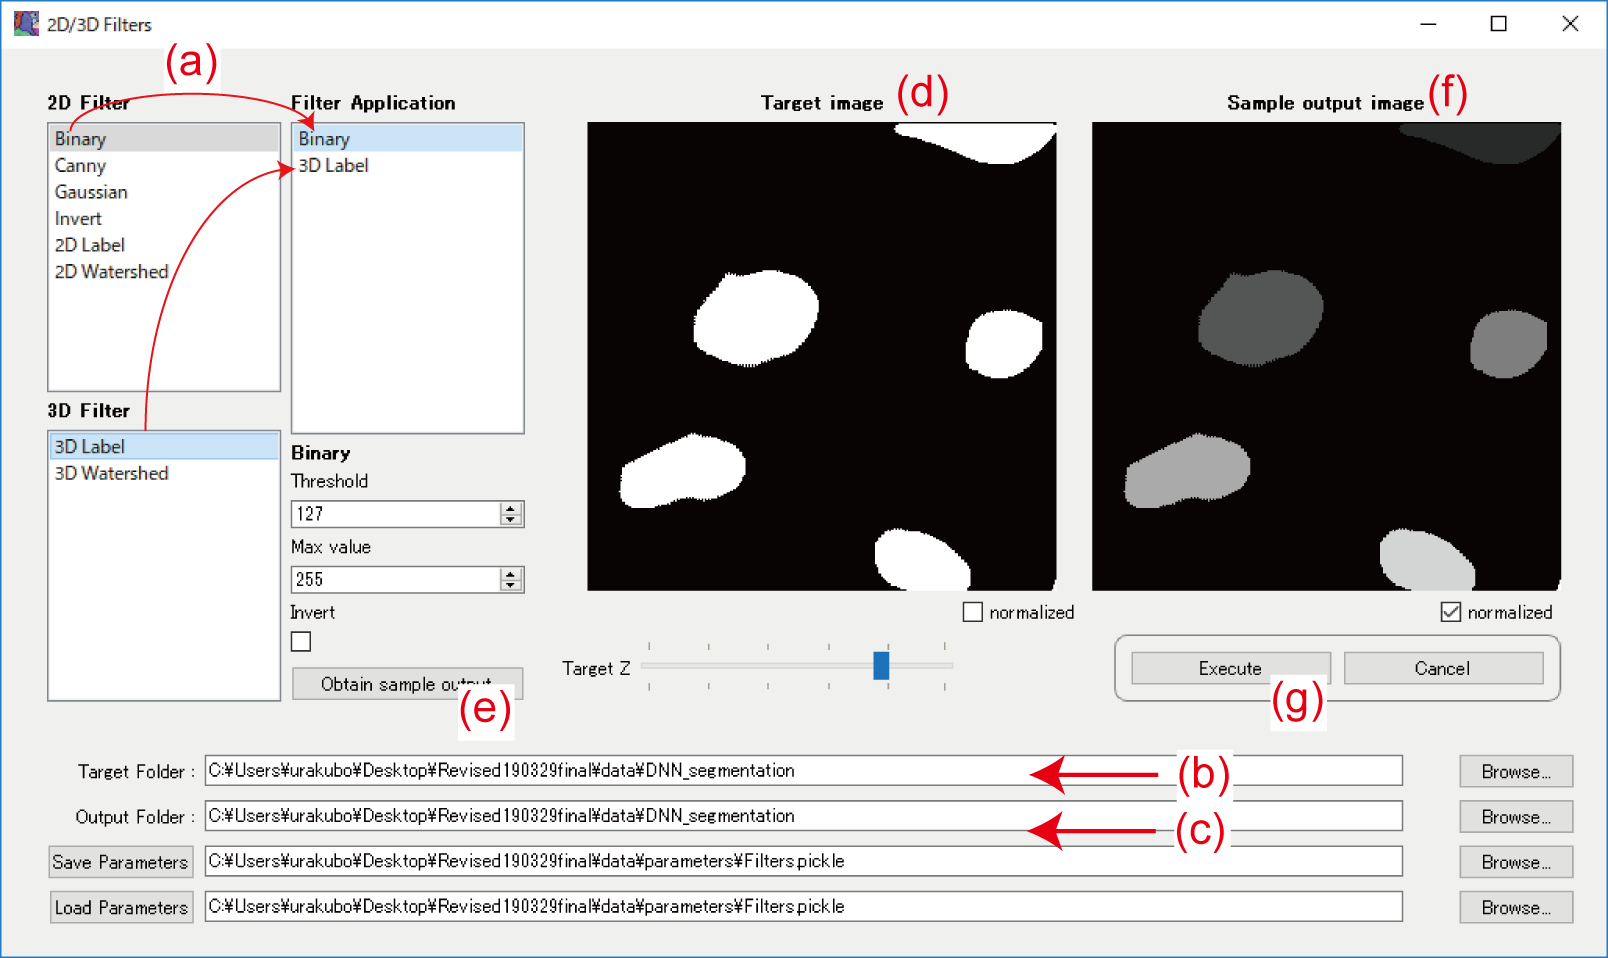 2D/3D Filters
(a)
2D Filter
Binary
Canny
Gaussian
Invert
2D Label
2D Watershed
3D Filter
3D Label
3D Watershed
Filter Application
Binary
3D Label
Binary
Threshold
127
Max value
255
Invert
Obtain sample output
(e)
Target image
(d)
normalized
Target Z
Sample output image
(f)
normalized
Execute
Cancel
(g)
Target Folder :
C:¥Users¥urakubo¥Desktop¥Revised190329final¥data¥DNN_segmentation
(b)
Browse...
Output Folder :
C:¥Users¥urakubo¥Desktop¥Revised190329final¥data¥DNN_segmentation
(c)
Browse...
Save Parameters
C:¥Users¥urakubo¥Desktop¥Revised190329final¥data¥parameters¥Filters.pickle
Browse...
Load Parameters
C:¥Users¥urakubo¥Desktop¥Revised190329final¥data¥parameters¥Filters.pickle
Browse...